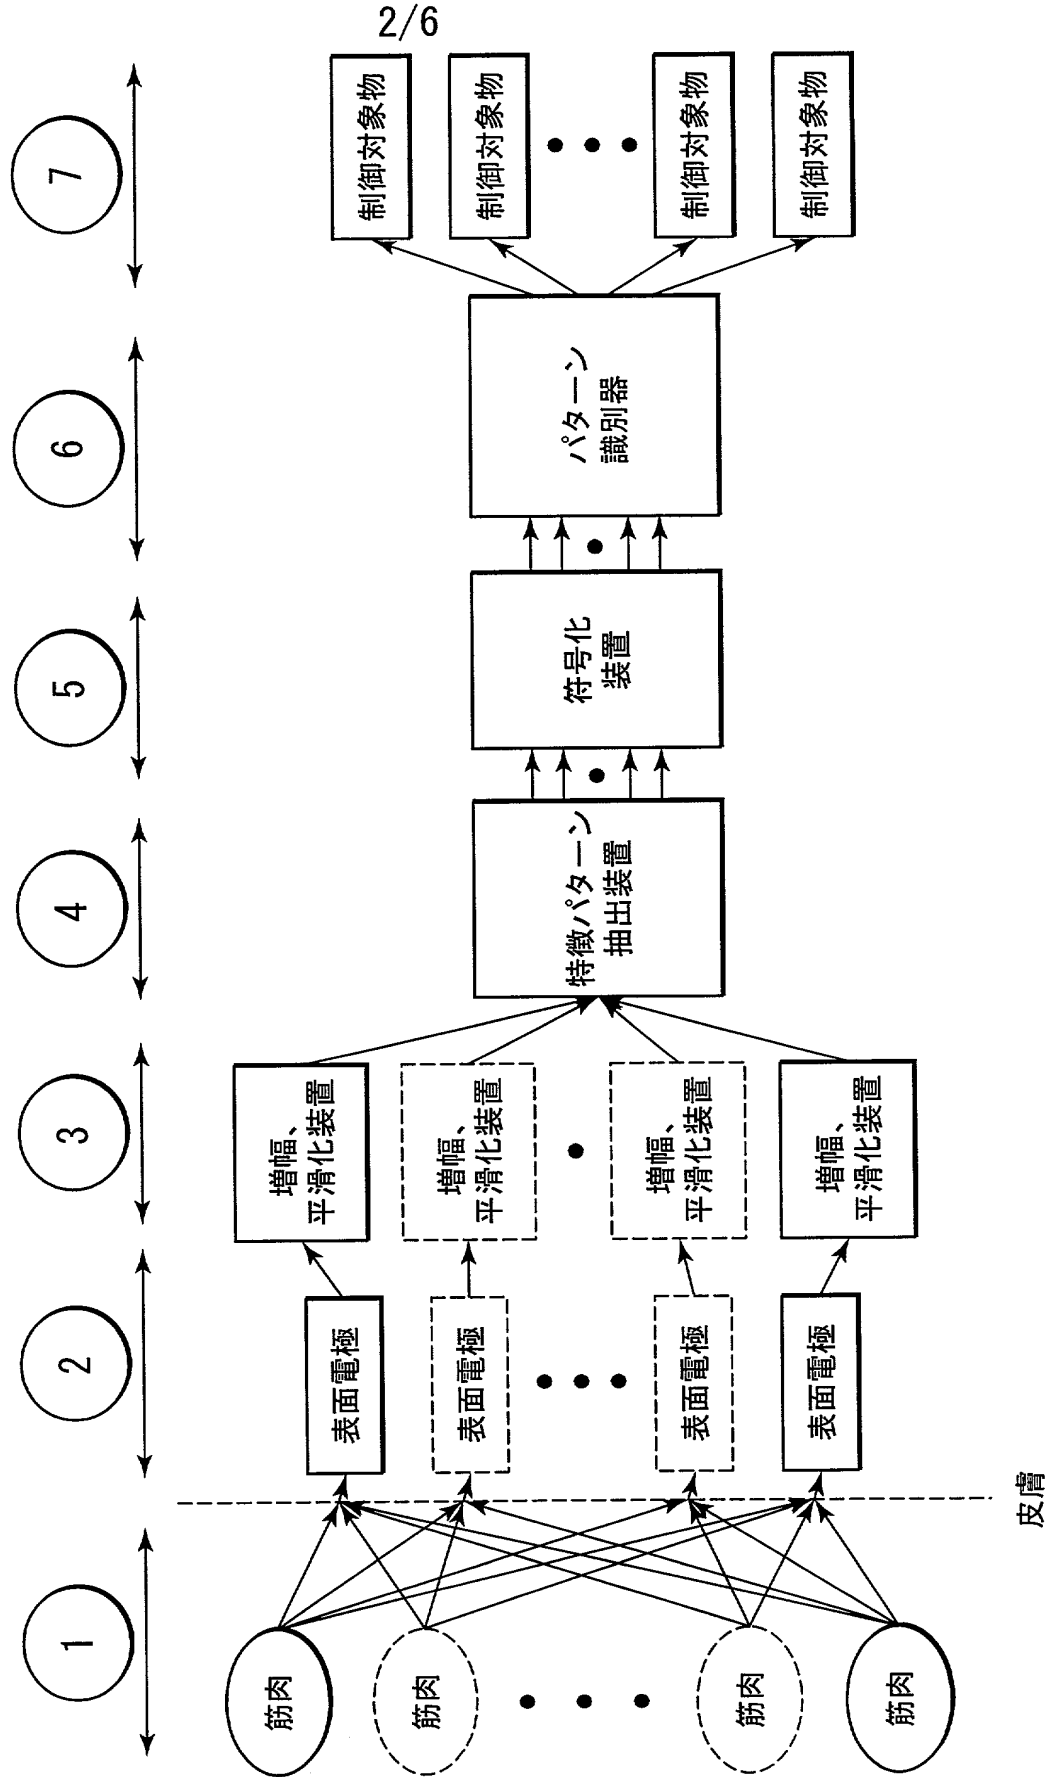 2/6
1
2
3
4
5
6
7
筋肉
筋肉
筋肉
筋肉
皮膚
表面電極
表面電極
表面電極
表面電極
増幅、
平滑化装置
増幅、
平滑化装置
増幅、
平滑化装置
増幅、
平滑化装置
特徴パターン
抽出装置
符号化
装置
パターン
識別器
制御対象物
制御対象物
制御対象物
制御対象物